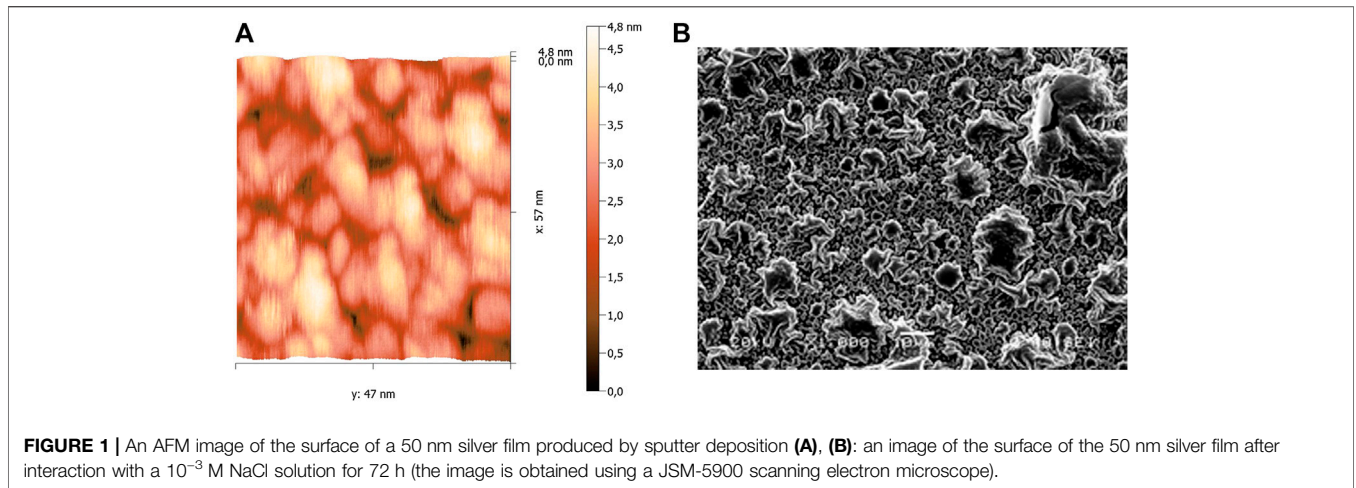 A
4,8 nm
0,0 nm
x: 57 nm
y: 47 nm
4,8 nm
4,5
4,0
3,5
3,0
2,5
2,0
1,5
1,0
0,5
0,0
B
20kU
FIGURE 1 | An AFM image of the surface of a 50 nm silver film produced by sputter deposition (A), (B): an image of the surface of the 50 nm silver film after
interaction with a 10⁻³ M NaCl solution for 72 h (the image is obtained using a JSM-5900 scanning electron microscope).